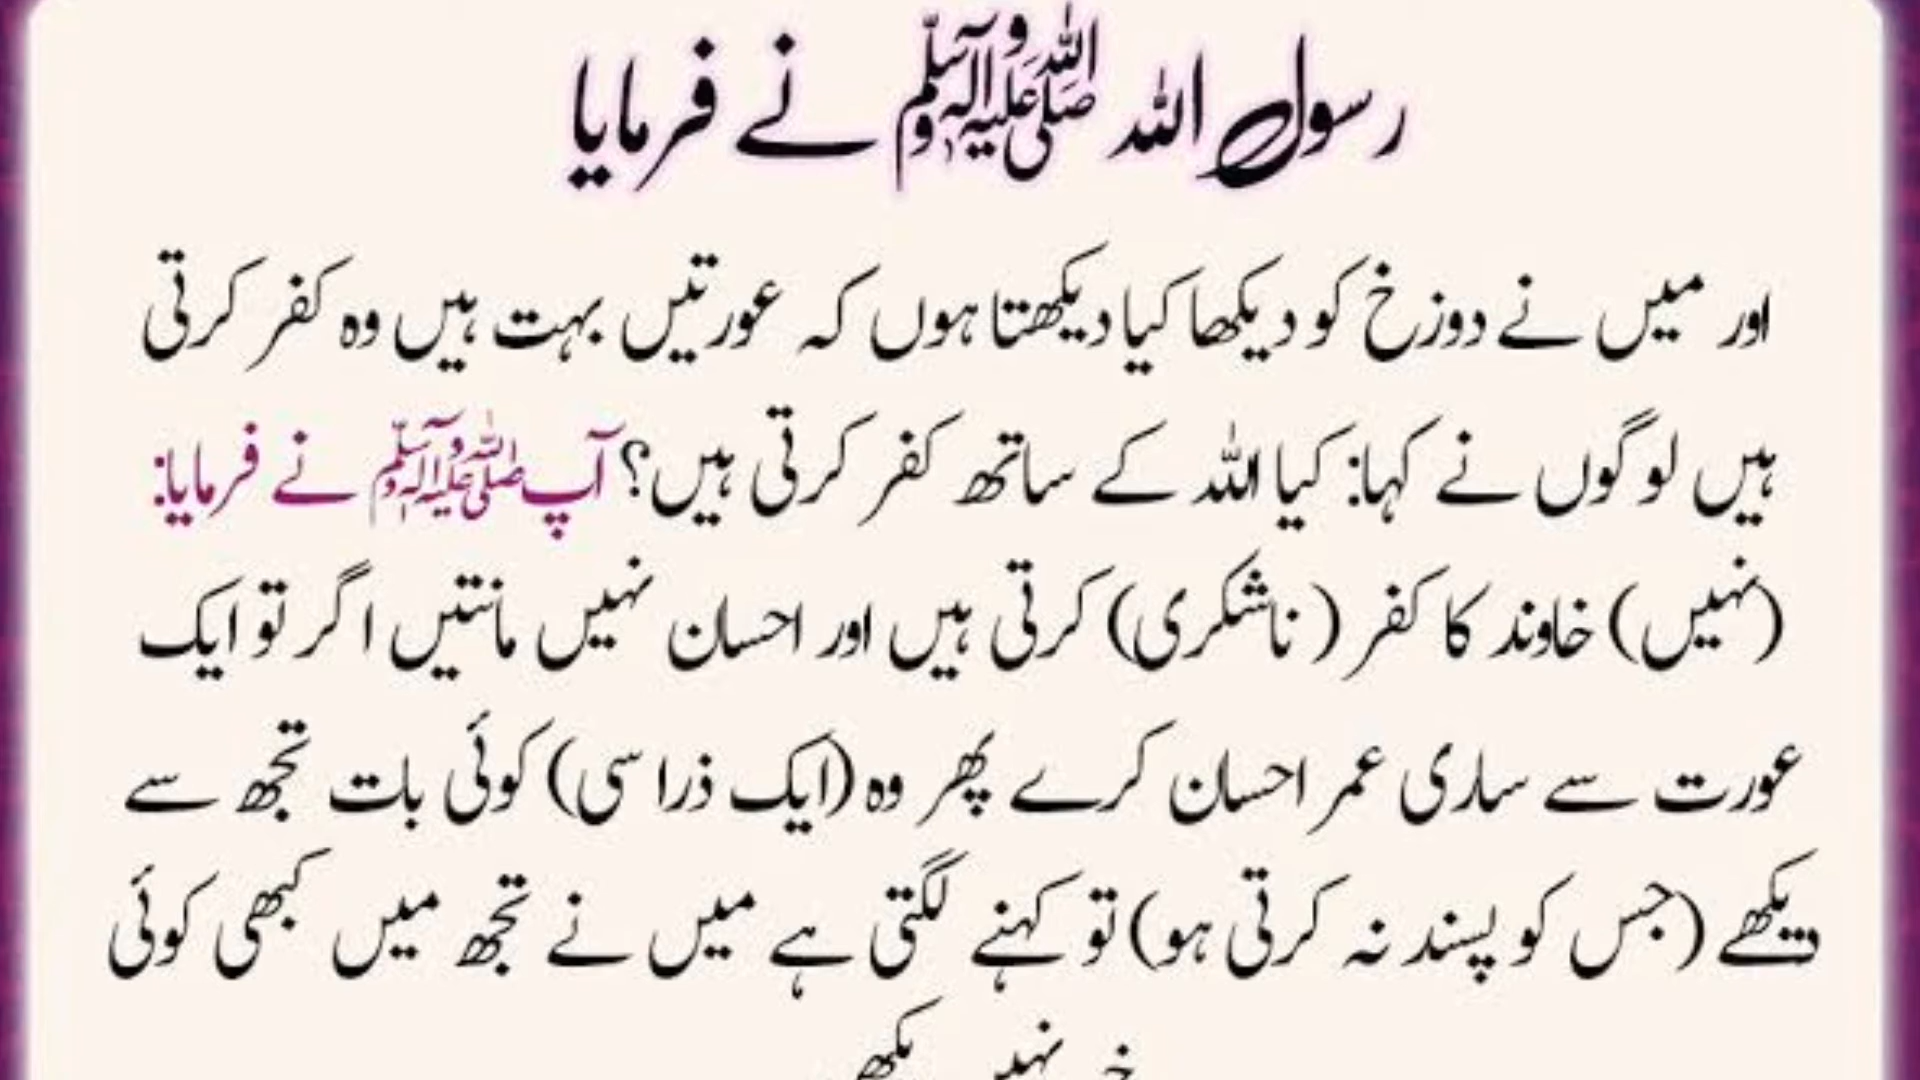 رسول اللہ صلی اللہ علیہ وآلہ وسلم نے فرمایا
اور میں نے دوزخ کو دیکھا کیا دیکھتا ہوں کہ عورتیں بہت ہیں وہ کفر کرتی
ہیں لوگوں نے کہا: کیا اللہ کے ساتھ کفر کرتی ہیں؟ آپ صلی اللہ علیہ وآلہ وسلم نے فرمایا:
(نہیں) خاوند کا کفر (ناشکری) کرتی ہیں اور احسان نہیں مانتیں اگر تو ایک
عورت سے ساری عمر احسان کرے پھر وہ (ایک ذرا سی) کوئی بات تجھ سے
دیکھے (جس کو پسند نہ کرتی ہو) تو کہنے لگتی ہے میں نے تجھ میں کبھی کوئی
نہیں